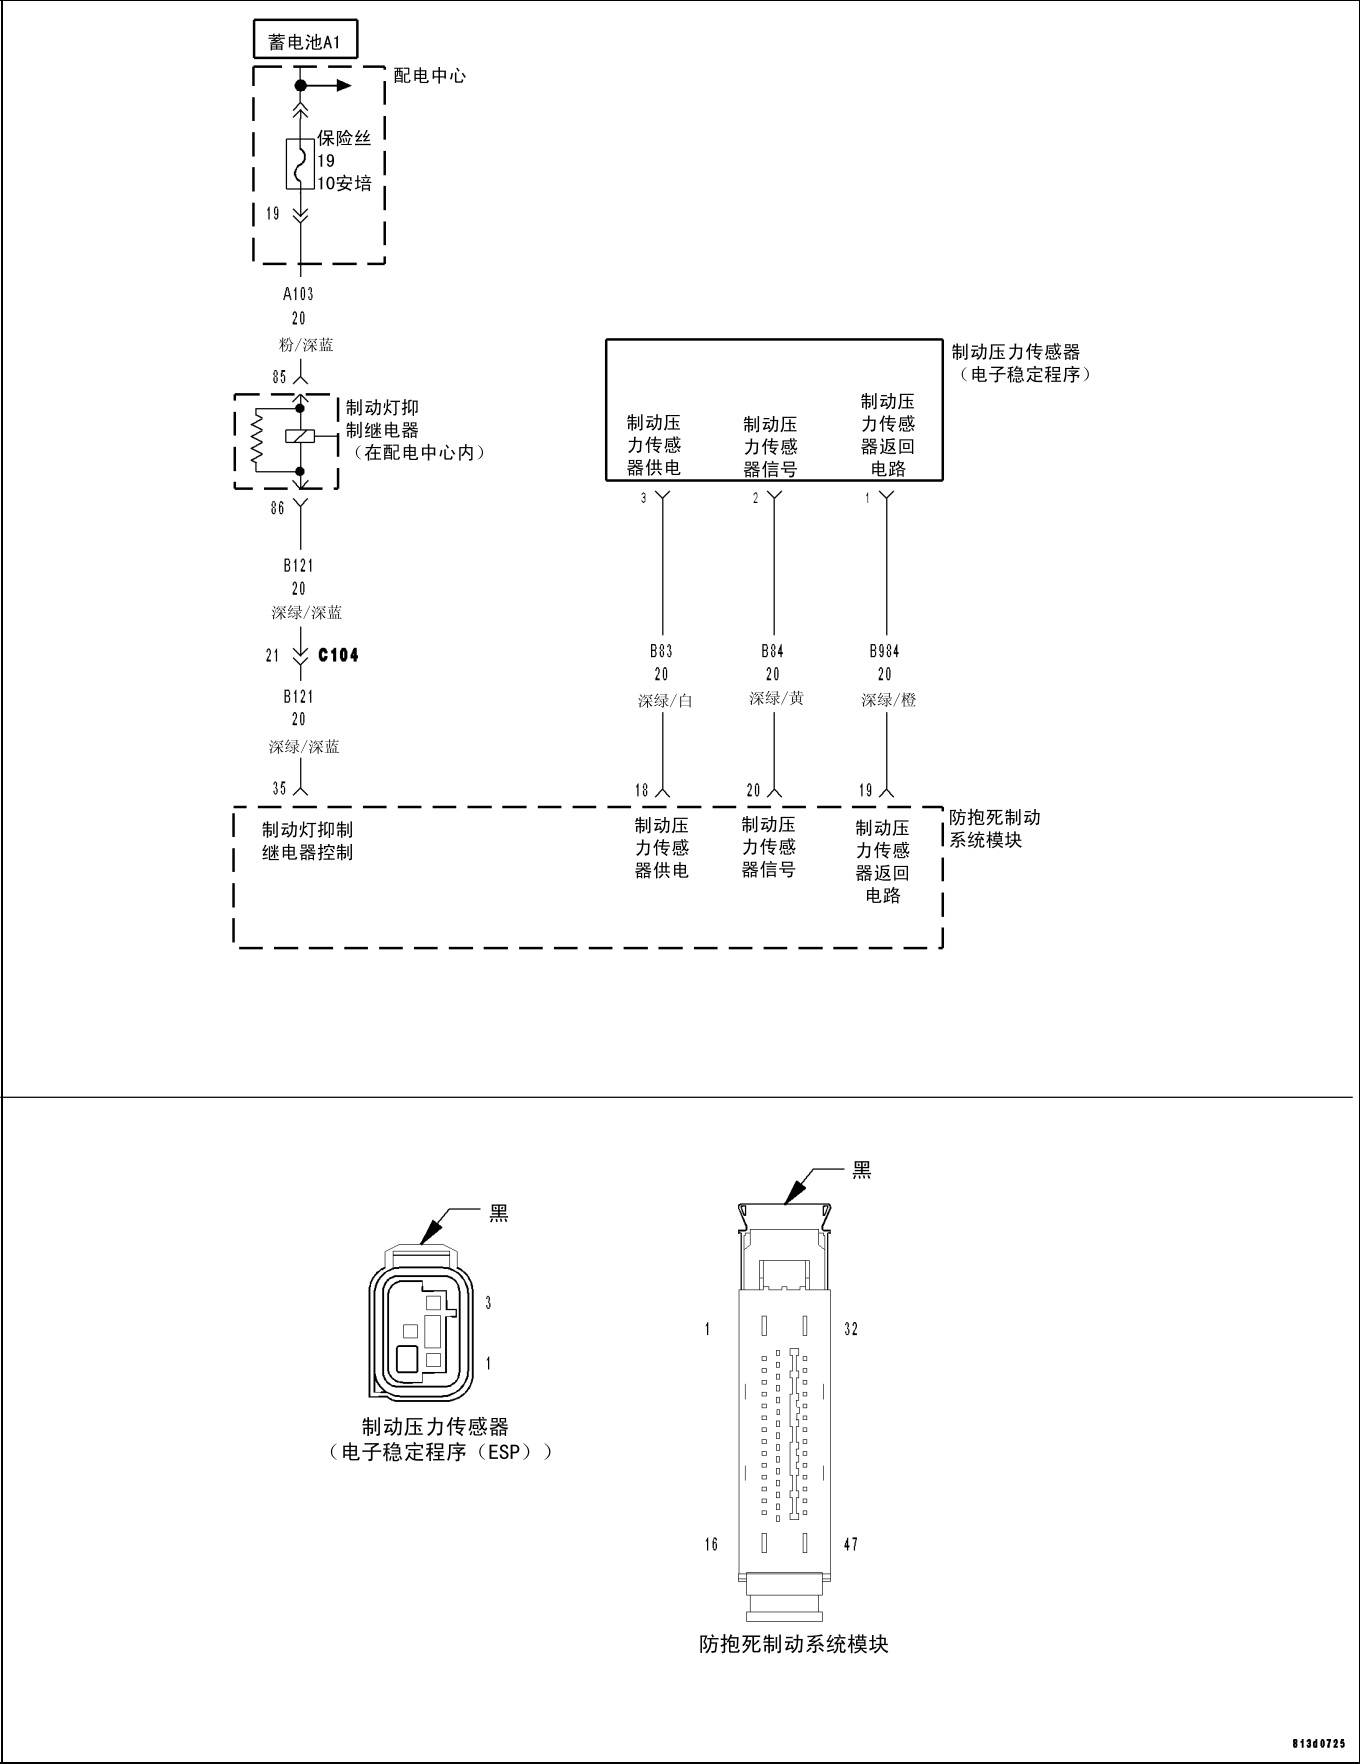 蓄电池A1
配电中心
保险丝
19
10安培
19
A103
20
粉/深蓝
85
制动灯抑
制继电器
（在配电中心内）
86
B121
20
深绿/深蓝
21
C104
B121
20
深绿/深蓝
35
制动灯抑制
继电器控制
制动压力传感器
（电子稳定程序）
制动压
力传感
器供电
制动压
力传感
器信号
制动压
力传感
器返回
电路
3
2
1
B83
20
深绿/白
B84
20
深绿/黄
B984
20
深绿/橙
18
20
19
制动压
力传感
器供电
制动压
力传感
器信号
制动压
力传感
器返回
电路
防抱死制动
系统模块
黑
3
1
制动压力传感器
（电子稳定程序（ESP））
黑
1
32
16
47
防抱死制动系统模块
813d0725